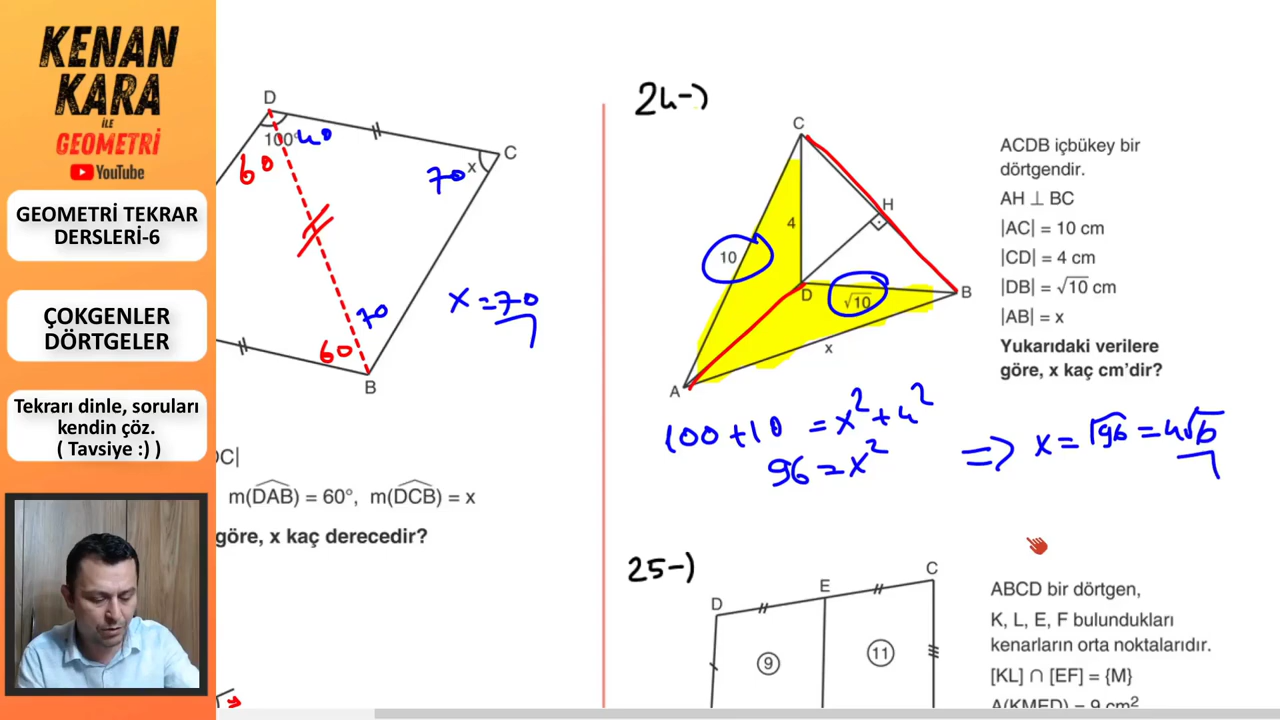 KENAN
KARA
İLE
GEOMETRİ
YouTube
GEOMETRİ TEKRAR
DERSLERİ-6
ÇOKGENLER
DÖRTGELER
Tekrarı dinle, soruları
kendin çöz.
( Tavsiye :) )
D
100°
40
60
C
x
70
70
60
B
x = 70
DC|
m(DAB) = 60°, m(DCB) = x
göre, x kaç derecedir?
24-)
C
4
H
10
D
√10
B
x
A
100 + 10 = x² + 4²
96 = x²
=> x = √96 = 4√6
ACDB içbükey bir
dörtgendir.
AH ⊥ BC
|AC| = 10 cm
|CD| = 4 cm
|DB| = √10 cm
|AB| = x
Yukarıdaki verilere
göre, x kaç cm'dir?
25-)
D
E
C
9
11
ABCD bir dörtgen,
K, L, E, F bulundukları
kenarların orta noktalarıdır.
[KL] ∩ [EF] = {M}
A(KMED) = 9 cm²